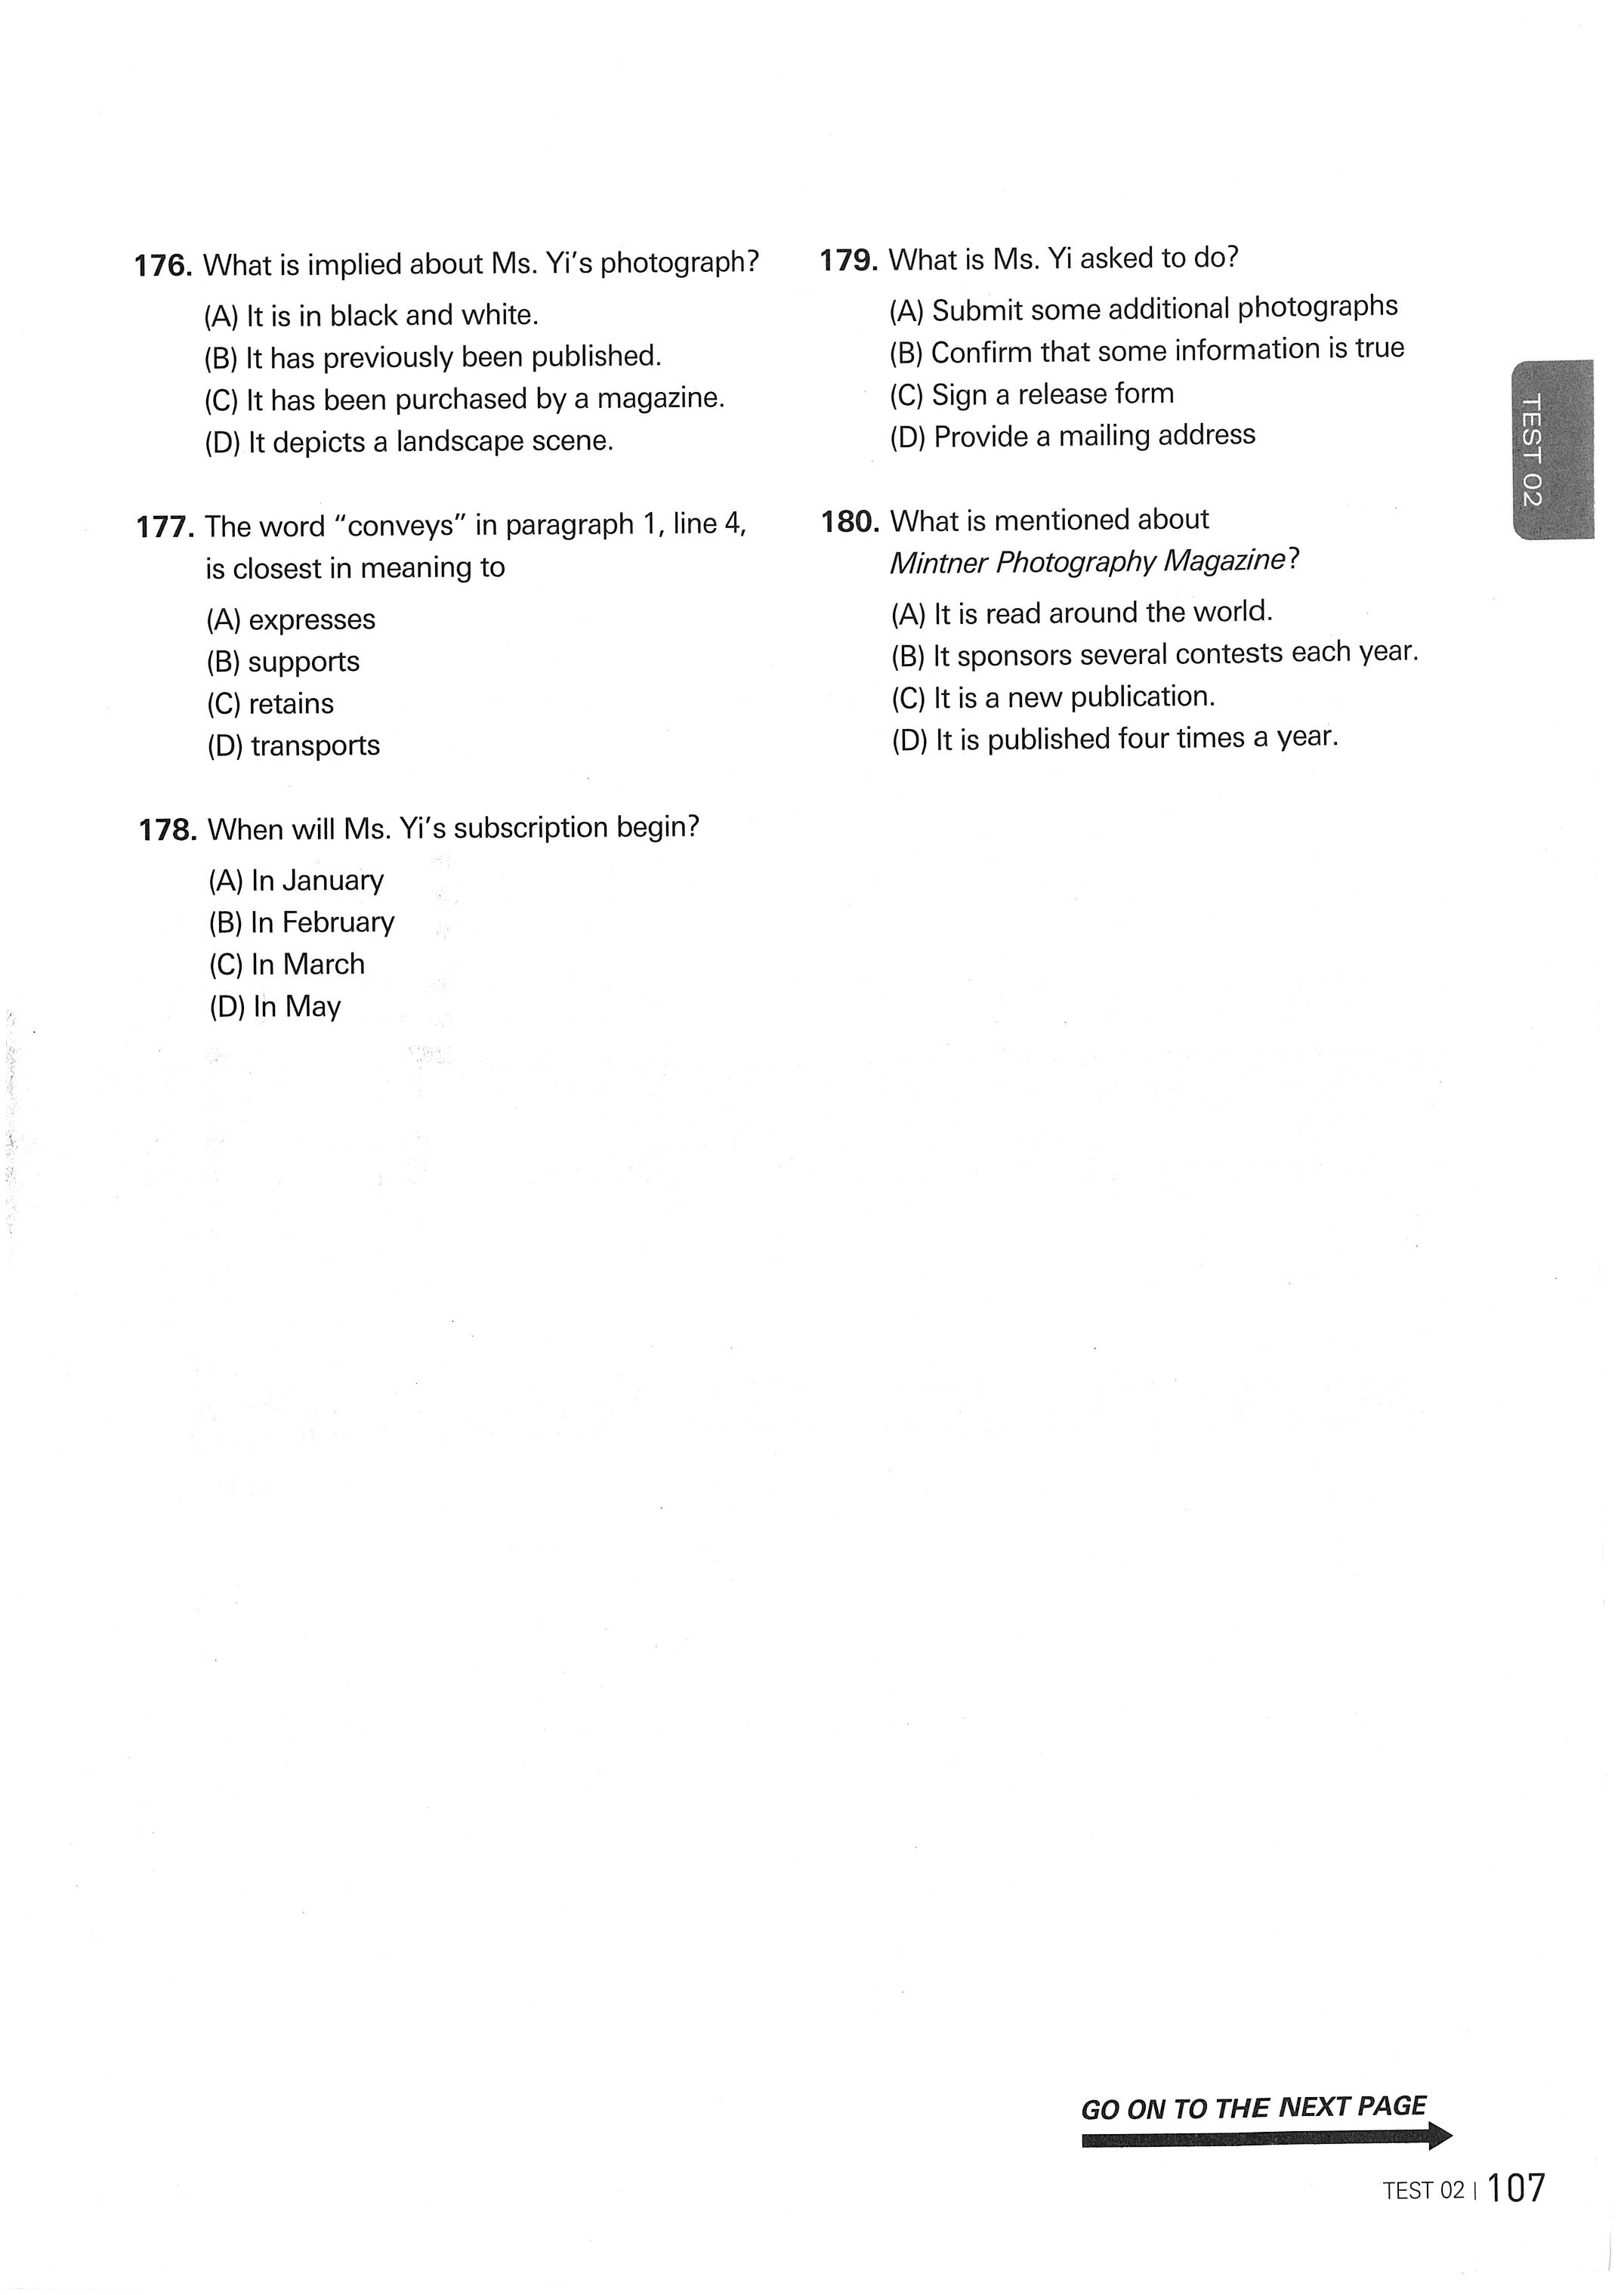 176. What is implied about Ms. Yi's photograph?
(A) It is in black and white.
(B) It has previously been published.
(C) It has been purchased by a magazine.
(D) It depicts a landscape scene.
177. The word "conveys" in paragraph 1, line 4,
is closest in meaning to
(A) expresses
(B) supports
(C) retains
(D) transports
178. When will Ms. Yi's subscription begin?
(A) In January
(B) In February
(C) In March
(D) In May
179. What is Ms. Yi asked to do?
(A) Submit some additional photographs
(B) Confirm that some information is true
(C) Sign a release form
(D) Provide a mailing address
180. What is mentioned about
Mintner Photography Magazine?
(A) It is read around the world.
(B) It sponsors several contests each year.
(C) It is a new publication.
(D) It is published four times a year.
TEST 02
GO ON TO THE NEXT PAGE
TEST 02 | 107